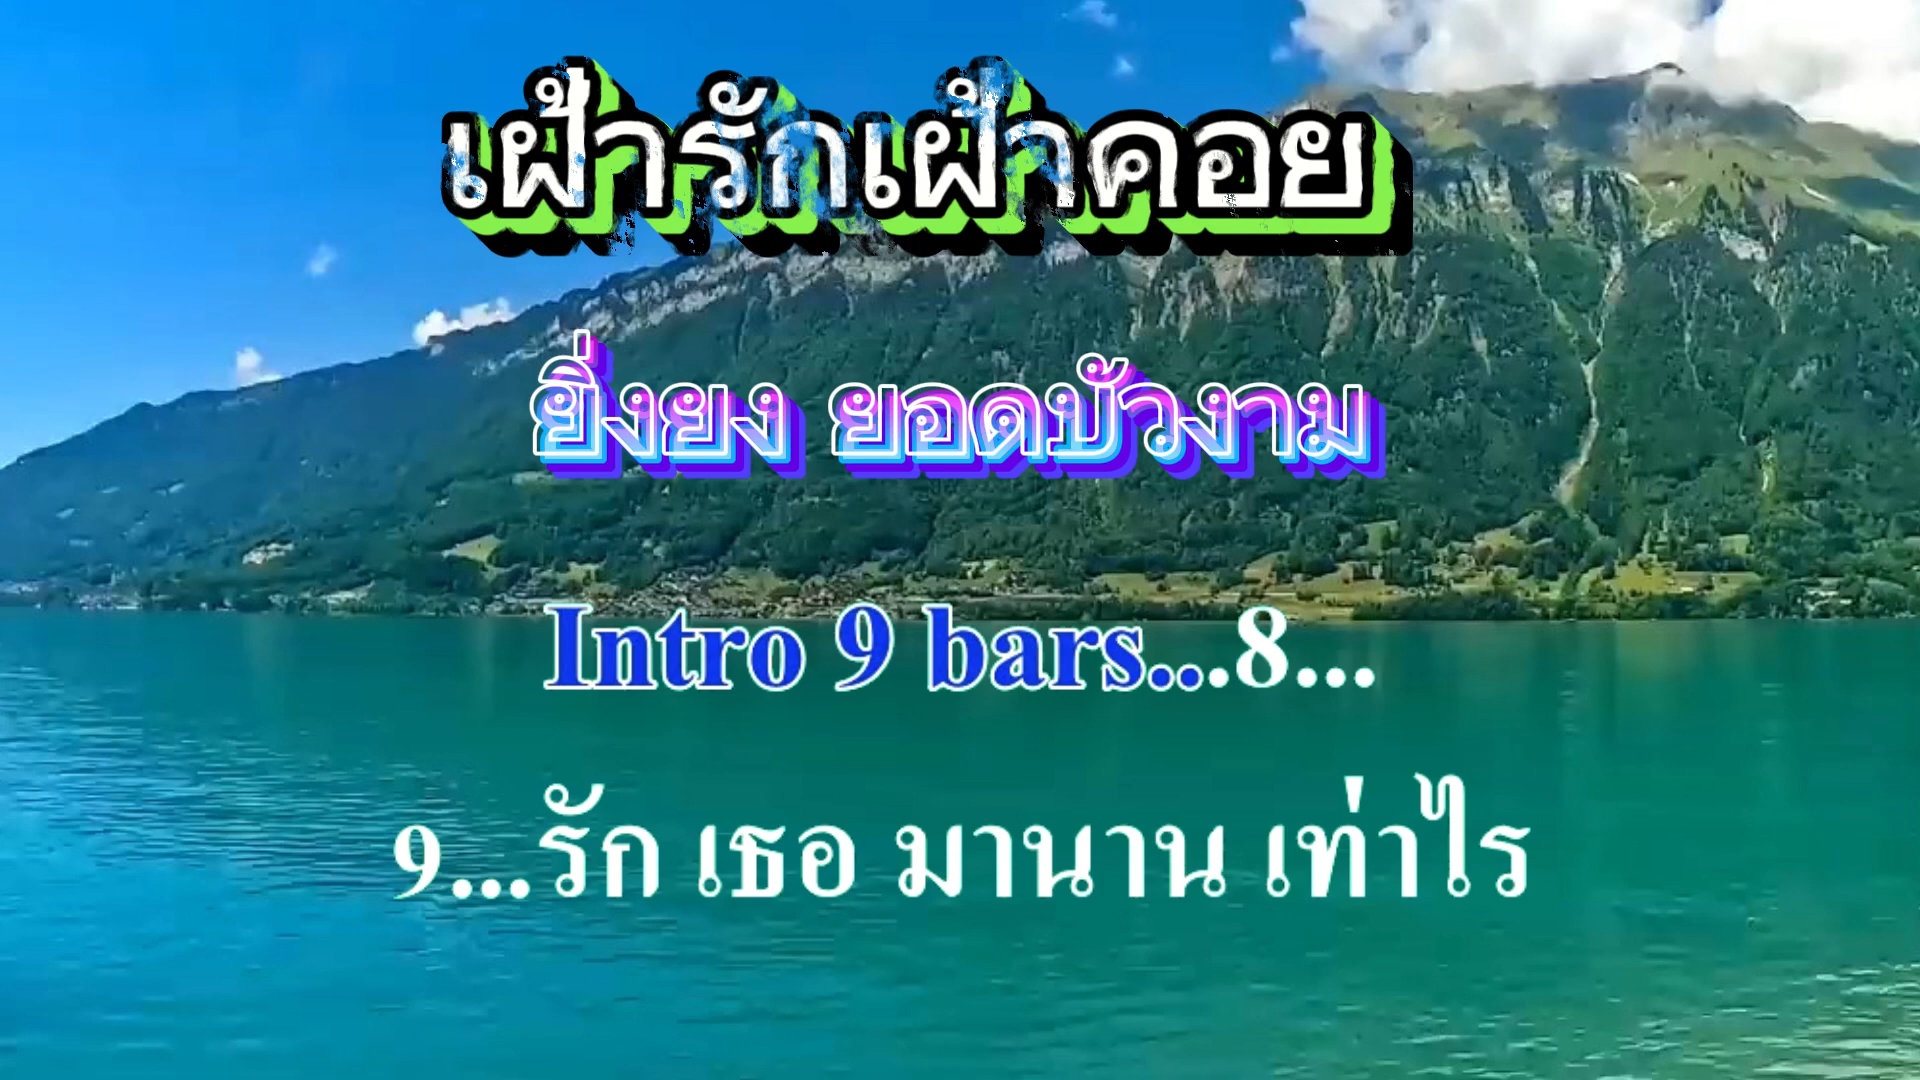 เฝ้ารักเฝ้าคอย
ยิ่งยง ยอดบัวงาม
Intro 9 bars...8...
9...รัก เธอ มานาน เท่าไร